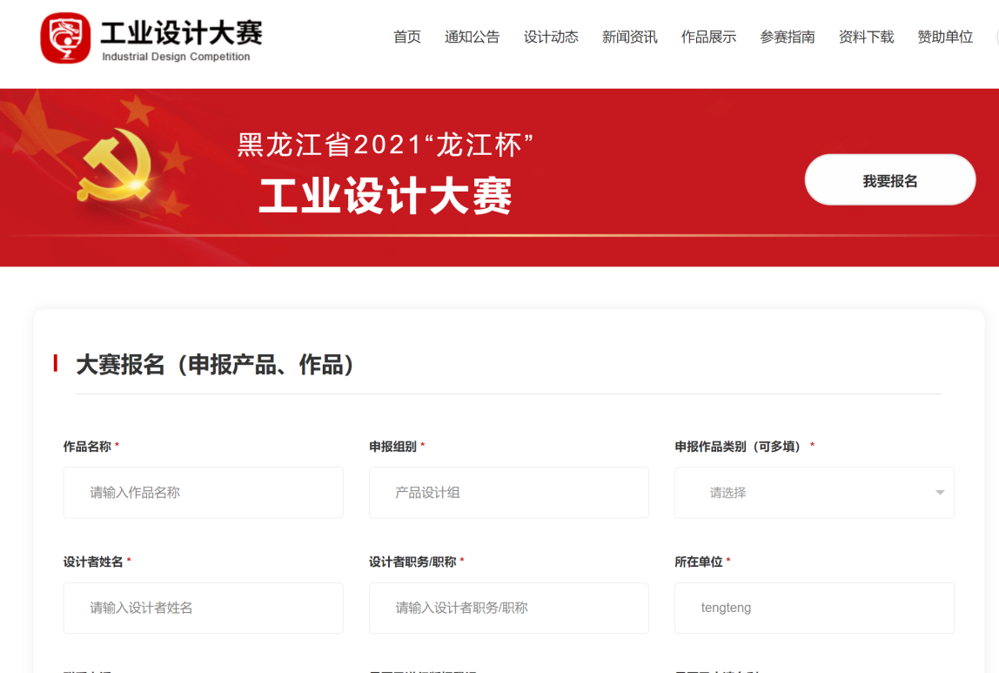 工业设计大赛
Industrial Design Competition
首页 通知公告 设计动态 新闻资讯 作品展示 参赛指南 资料下载 赞助单位
黑龙江省2021“龙江杯”
工业设计大赛
我要报名
大赛报名（申报产品、作品）
作品名称 * 申报组别 * 申报作品类别（可多填） *
请输入作品名称 产品设计组 请选择
设计者姓名 * 设计者职务/职称 * 所在单位 *
请输入设计者姓名 请输入设计者职务/职称 tengteng